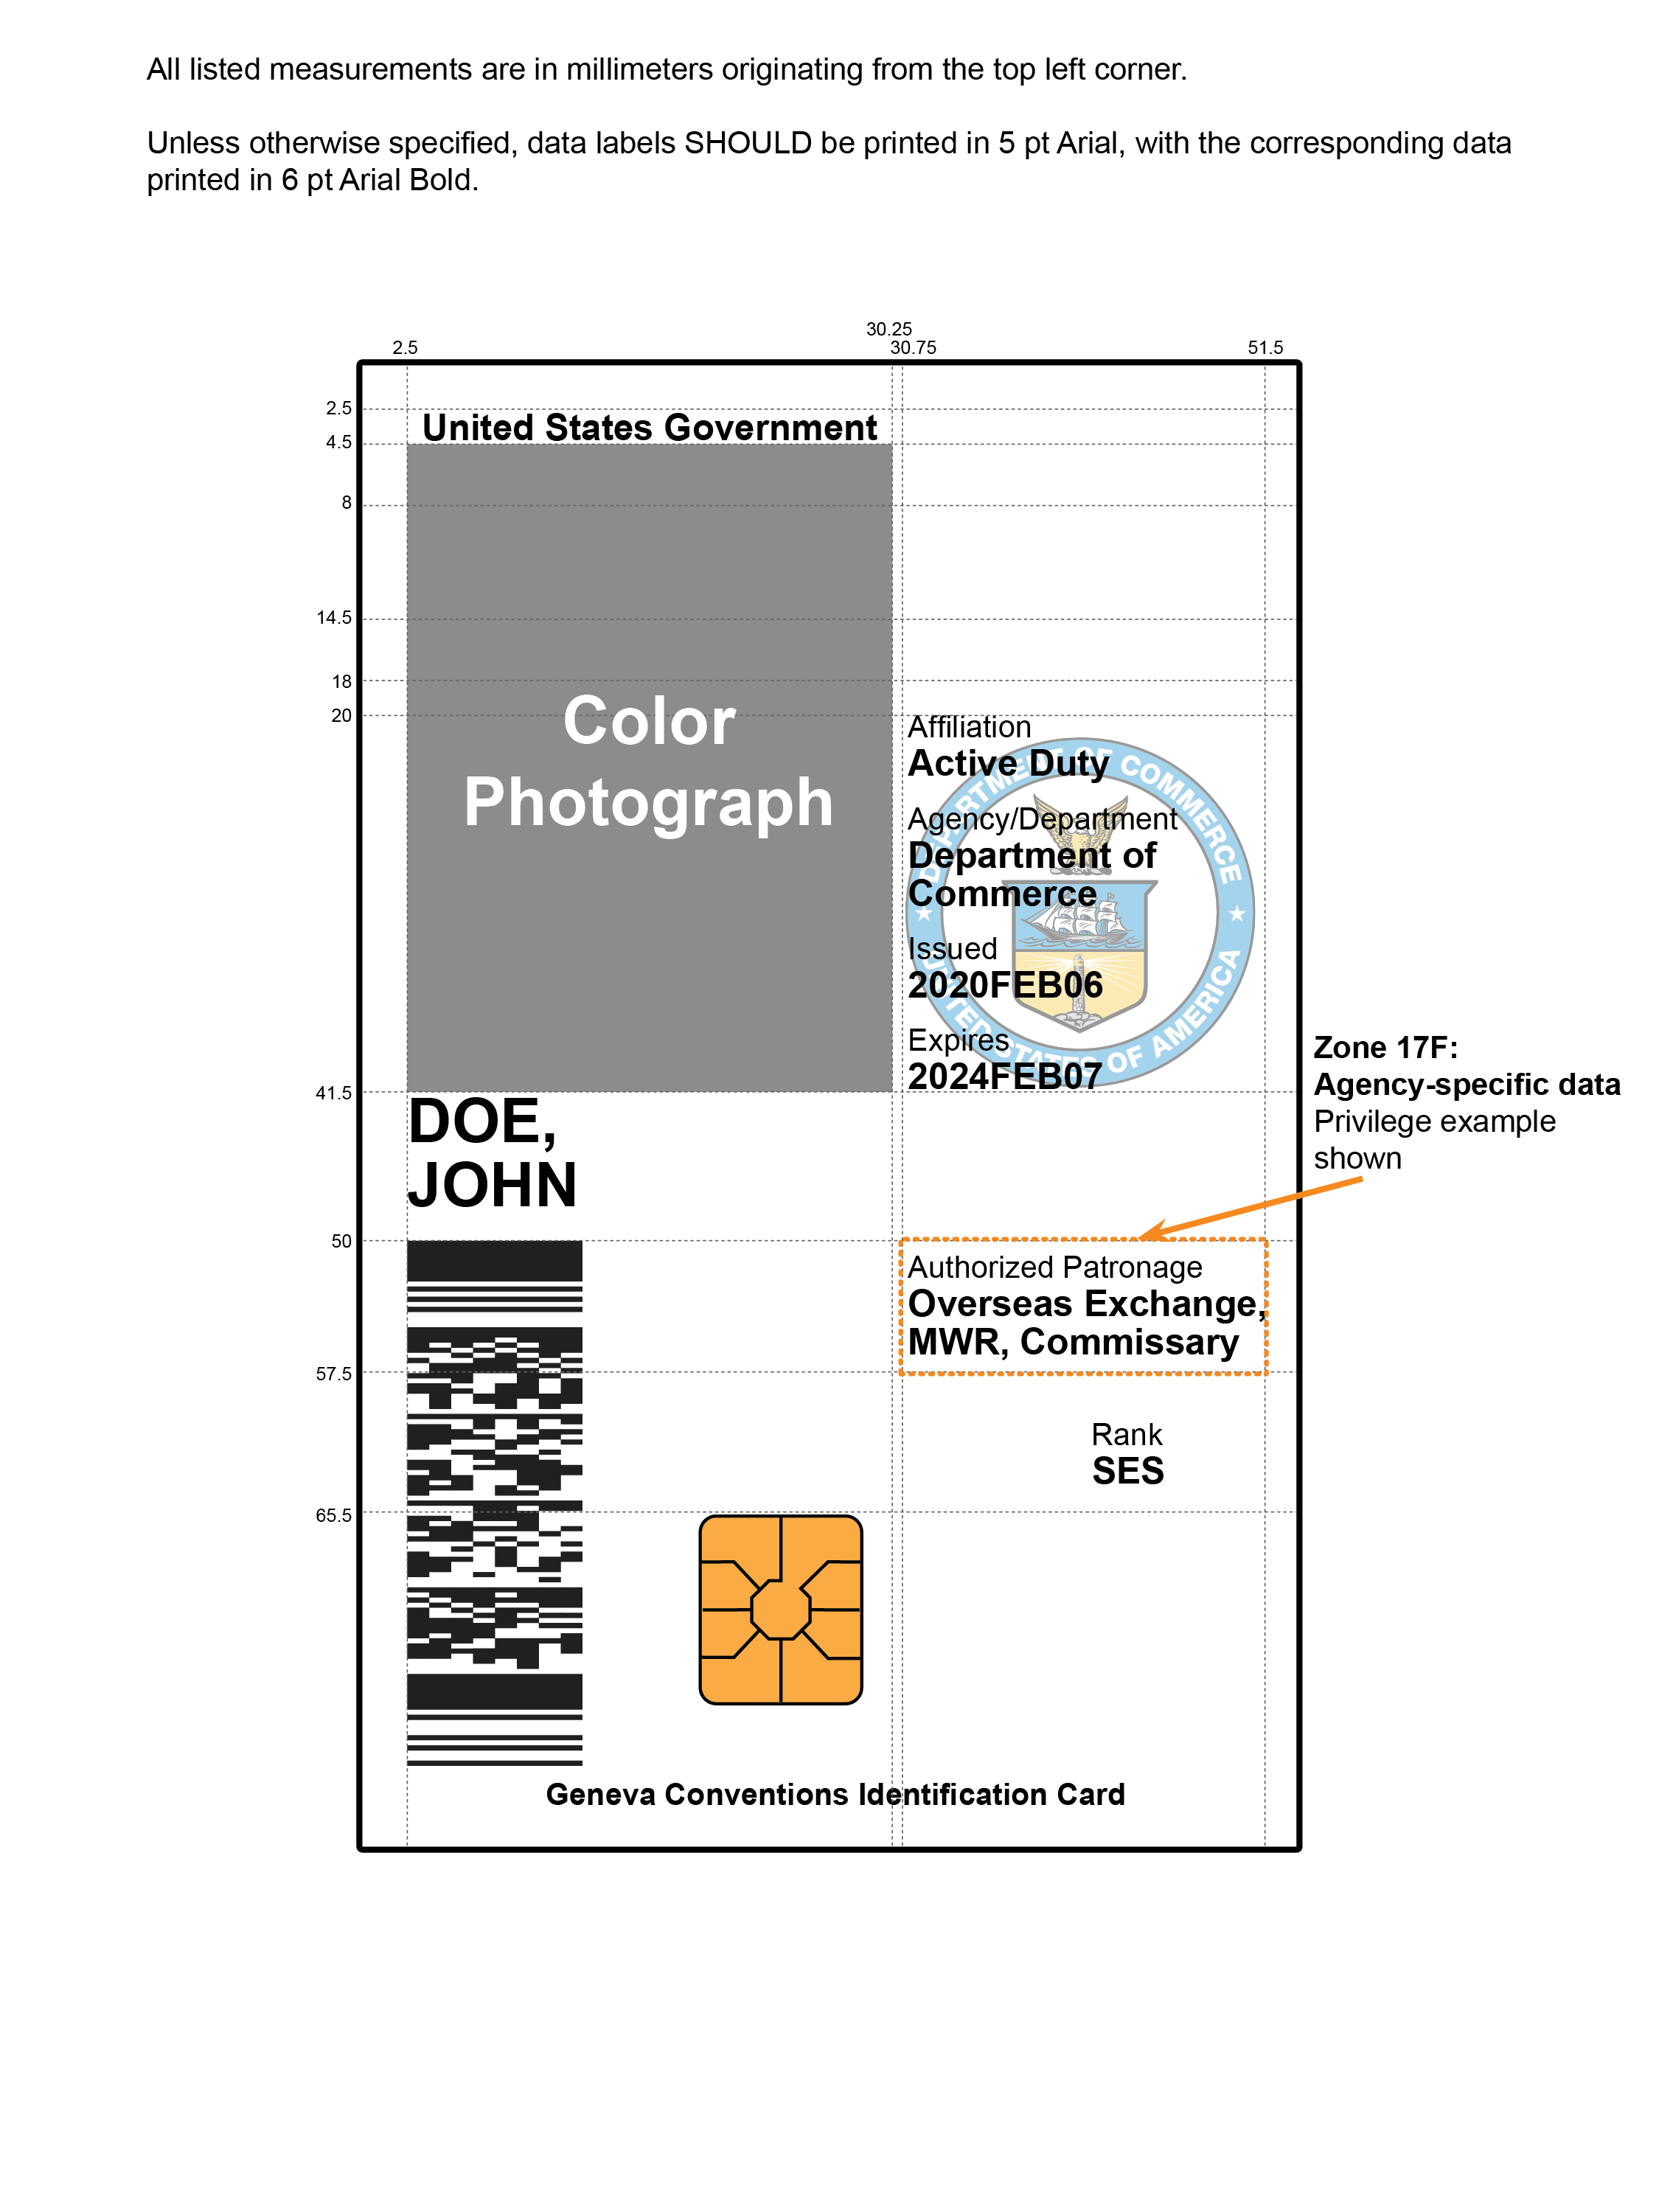 All listed measurements are in millimeters originating from the top left corner.
Unless otherwise specified, data labels SHOULD be printed in 5 pt Arial, with the corresponding data
printed in 6 pt Arial Bold.
30.25
2.5
30.75
51.5
2.5
United States Government
4.5
8
14.5
18
20
Color
Photograph
Affiliation
Active Duty
Agency/Department
Department of
Commerce
Issued
2020FEB06
Expires
2024FEB07
DEPARTMENT OF COMMERCE
UNITED STATES OF AMERICA
Zone 17F:
Agency-specific data
Privilege example
shown
41.5
DOE,
JOHN
50
Authorized Patronage
Overseas Exchange,
MWR, Commissary
57.5
Rank
SES
65.5
Geneva Conventions Identification Card